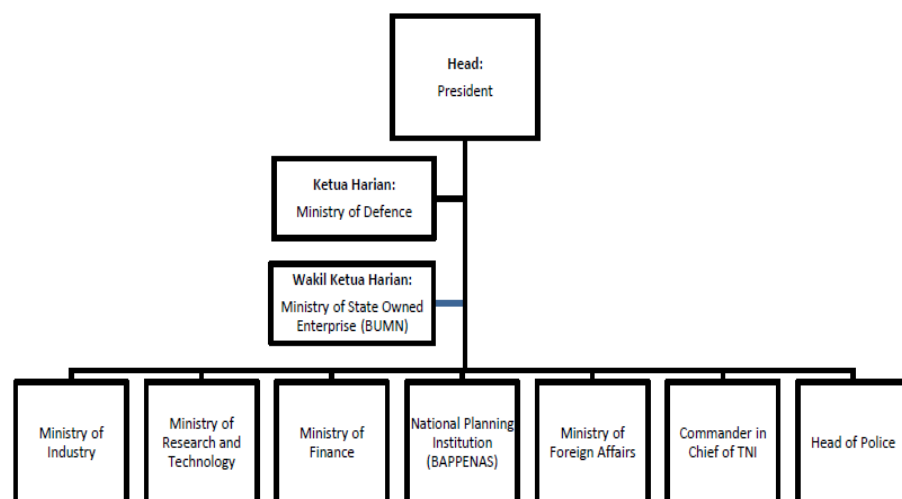 Head:
President
Ketua Harian:
Ministry of Defence
Wakil Ketua Harian:
Ministry of State Owned
Enterprise (BUMN)
Ministry of
Industry
Ministry of
Research and
Technology
Ministry of
Finance
National Planning
Institution
(BAPPENAS)
Ministry of
Foreign Affairs
Commander in
Chief of TNI
Head of Police